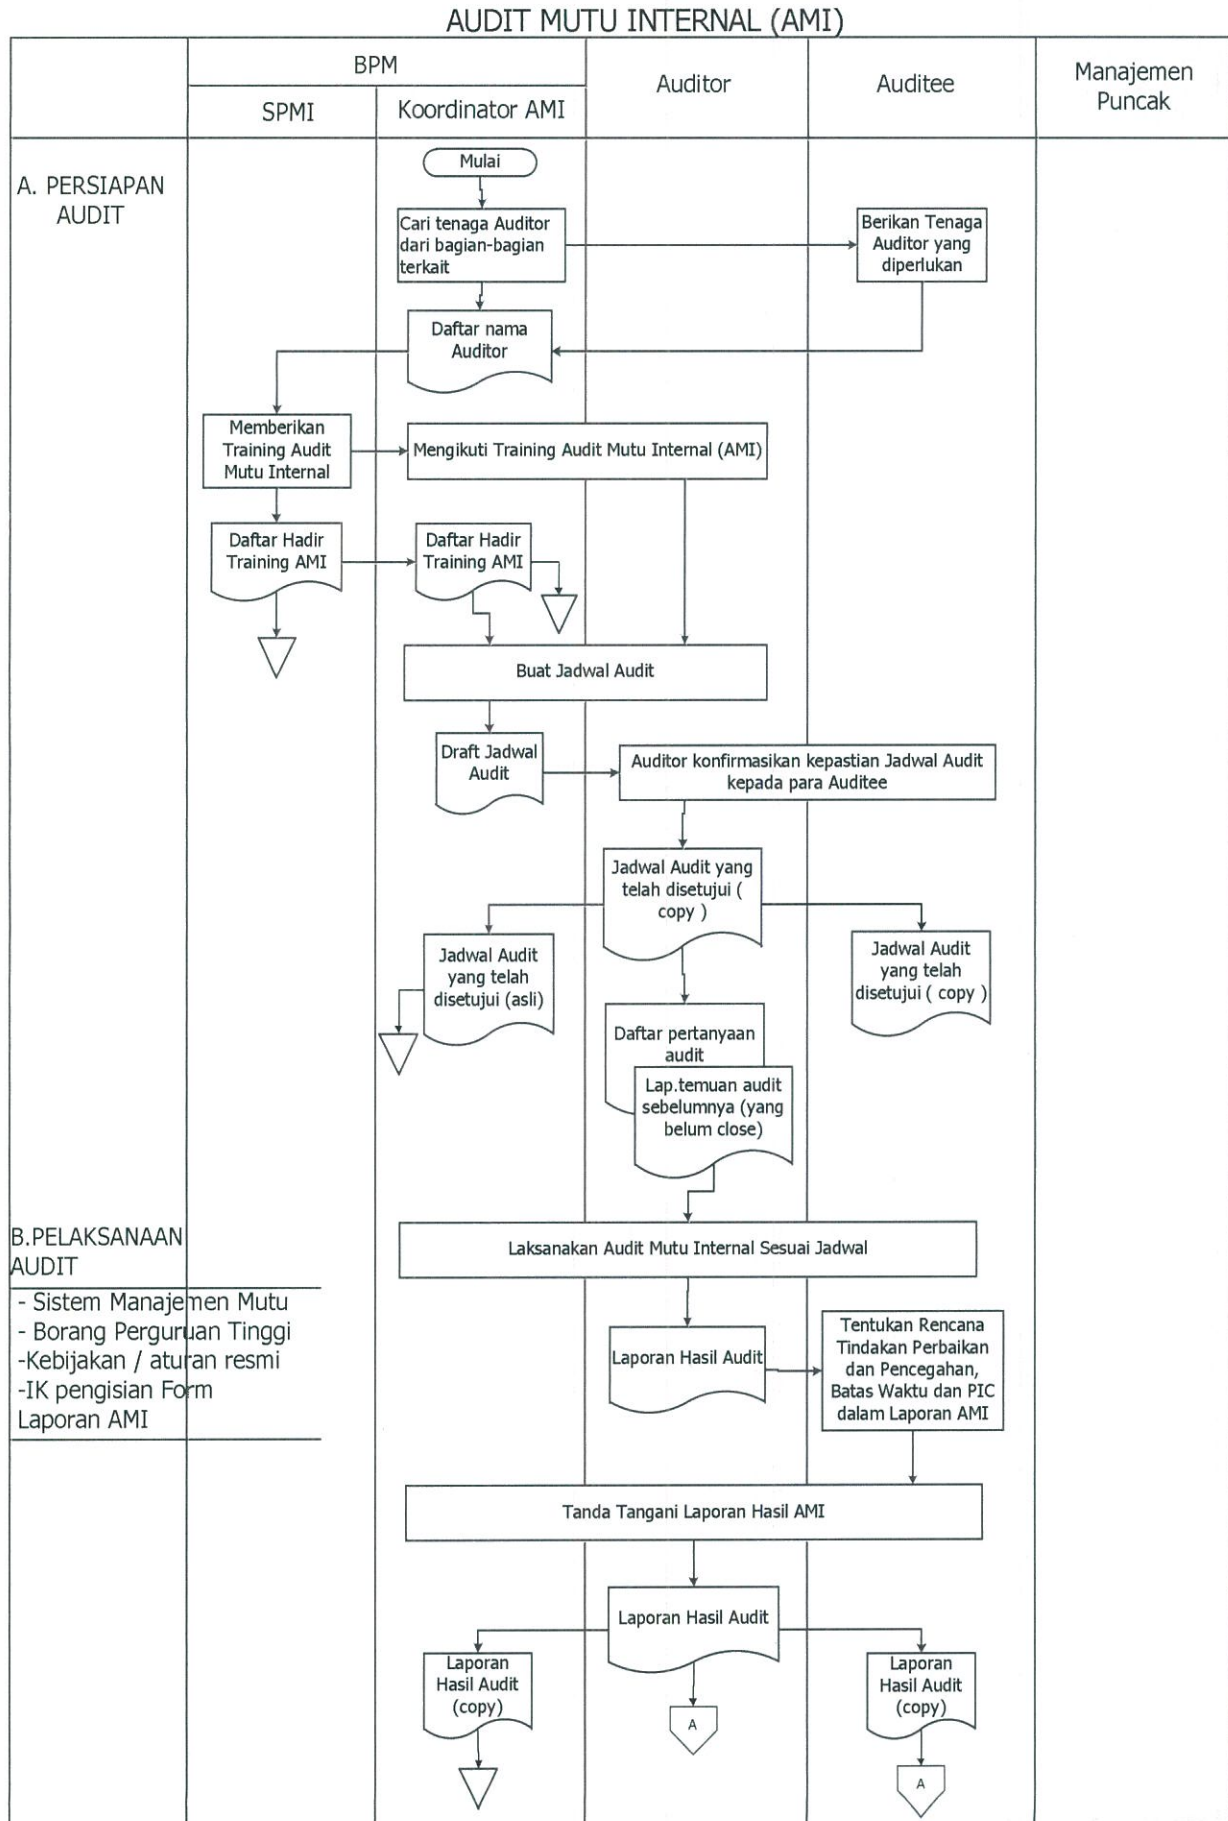 AUDIT MUTU INTERNAL (AMI)
BPM
SPMI
Koordinator AMI
Auditor
Auditee
Manajemen
Puncak
A. PERSIAPAN
AUDIT
Mulai
Cari tenaga Auditor
dari bagian-bagian
terkait
Berikan Tenaga
Auditor yang
diperlukan
Daftar nama
Auditor
Memberikan
Training Audit
Mutu Internal
Mengikuti Training Audit Mutu Internal (AMI)
Daftar Hadir
Training AMI
Daftar Hadir
Training AMI
Buat Jadwal Audit
Draft Jadwal
Audit
Auditor konfirmasikan kepastian Jadwal Audit
kepada para Auditee
Jadwal Audit yang
telah disetujui (
copy )
Jadwal Audit
yang telah
disetujui (asli)
Jadwal Audit
yang telah
disetujui ( copy )
Daftar pertanyaan
audit
Lap.temuan audit
sebelumnya (yang
belum close)
B.PELAKSANAAN
AUDIT
- Sistem Manajemen Mutu
- Borang Perguruan Tinggi
-Kebijakan / aturan resmi
-IK pengisian Form
Laporan AMI
Laksanakan Audit Mutu Internal Sesuai Jadwal
Laporan Hasil Audit
Tentukan Rencana
Tindakan Perbaikan
dan Pencegahan,
Batas Waktu dan PIC
dalam Laporan AMI
Tanda Tangani Laporan Hasil AMI
Laporan Hasil Audit
Laporan
Hasil Audit
(copy)
Laporan
Hasil Audit
(copy)
A
A